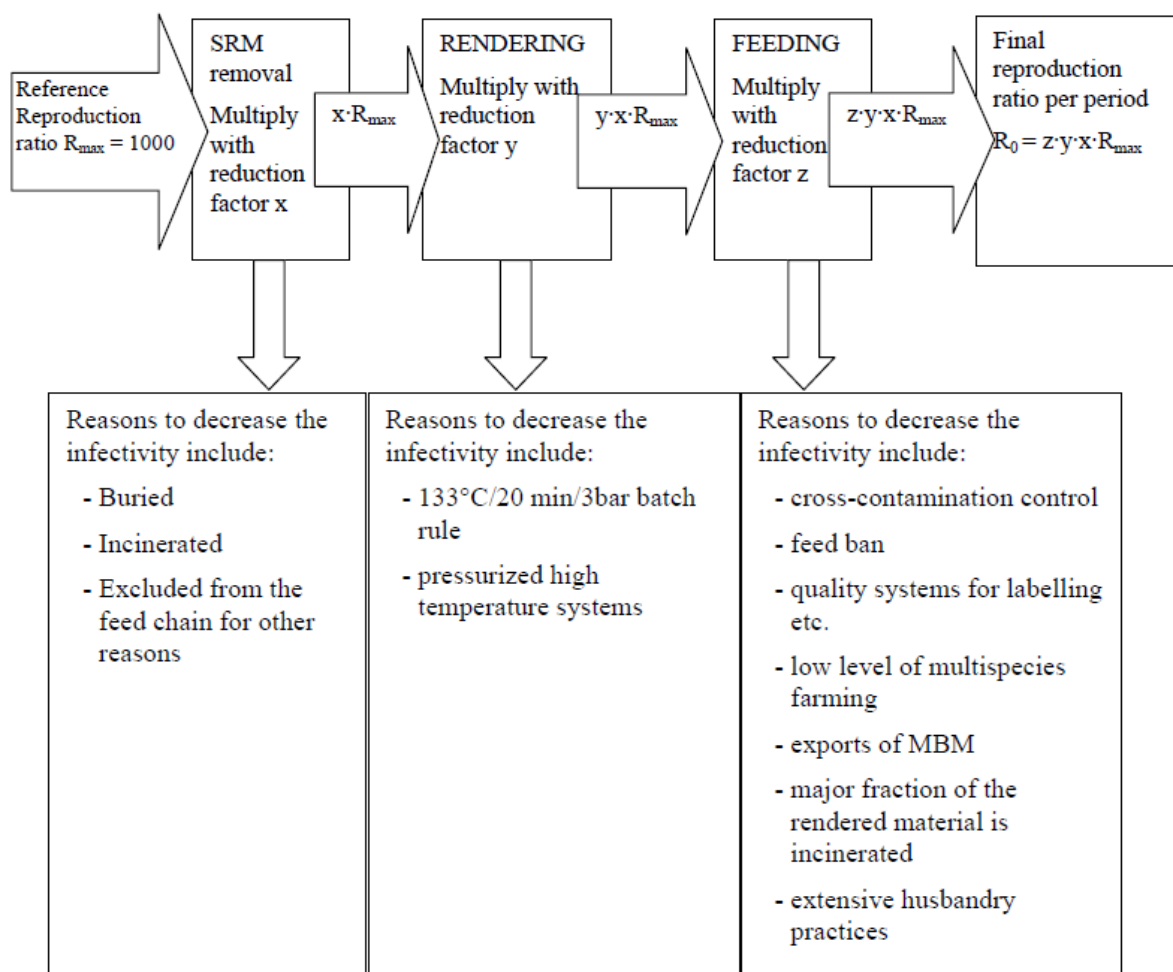 Reference
Reproduction
ratio Rmax = 1000
SRM
removal
Multiply
with
reduction
factor x
x·Rmax
RENDERING
Multiply with
reduction
factor y
y·x·Rmax
FEEDING
Multiply
with
reduction
factor z
z·y·x·Rmax
Final
reproduction
ratio per period
R0 = z·y·x·Rmax
Reasons to decrease the
infectivity include:
- Buried
- Incinerated
- Excluded from the
feed chain for other
reasons
Reasons to decrease the
infectivity include:
- 133°C/20 min/3bar batch
rule
- pressurized high
temperature systems
Reasons to decrease the
infectivity include:
- cross-contamination control
- feed ban
- quality systems for labelling
etc.
- low level of multispecies
farming
- exports of MBM
- major fraction of the
rendered material is
incinerated
- extensive husbandry
practices